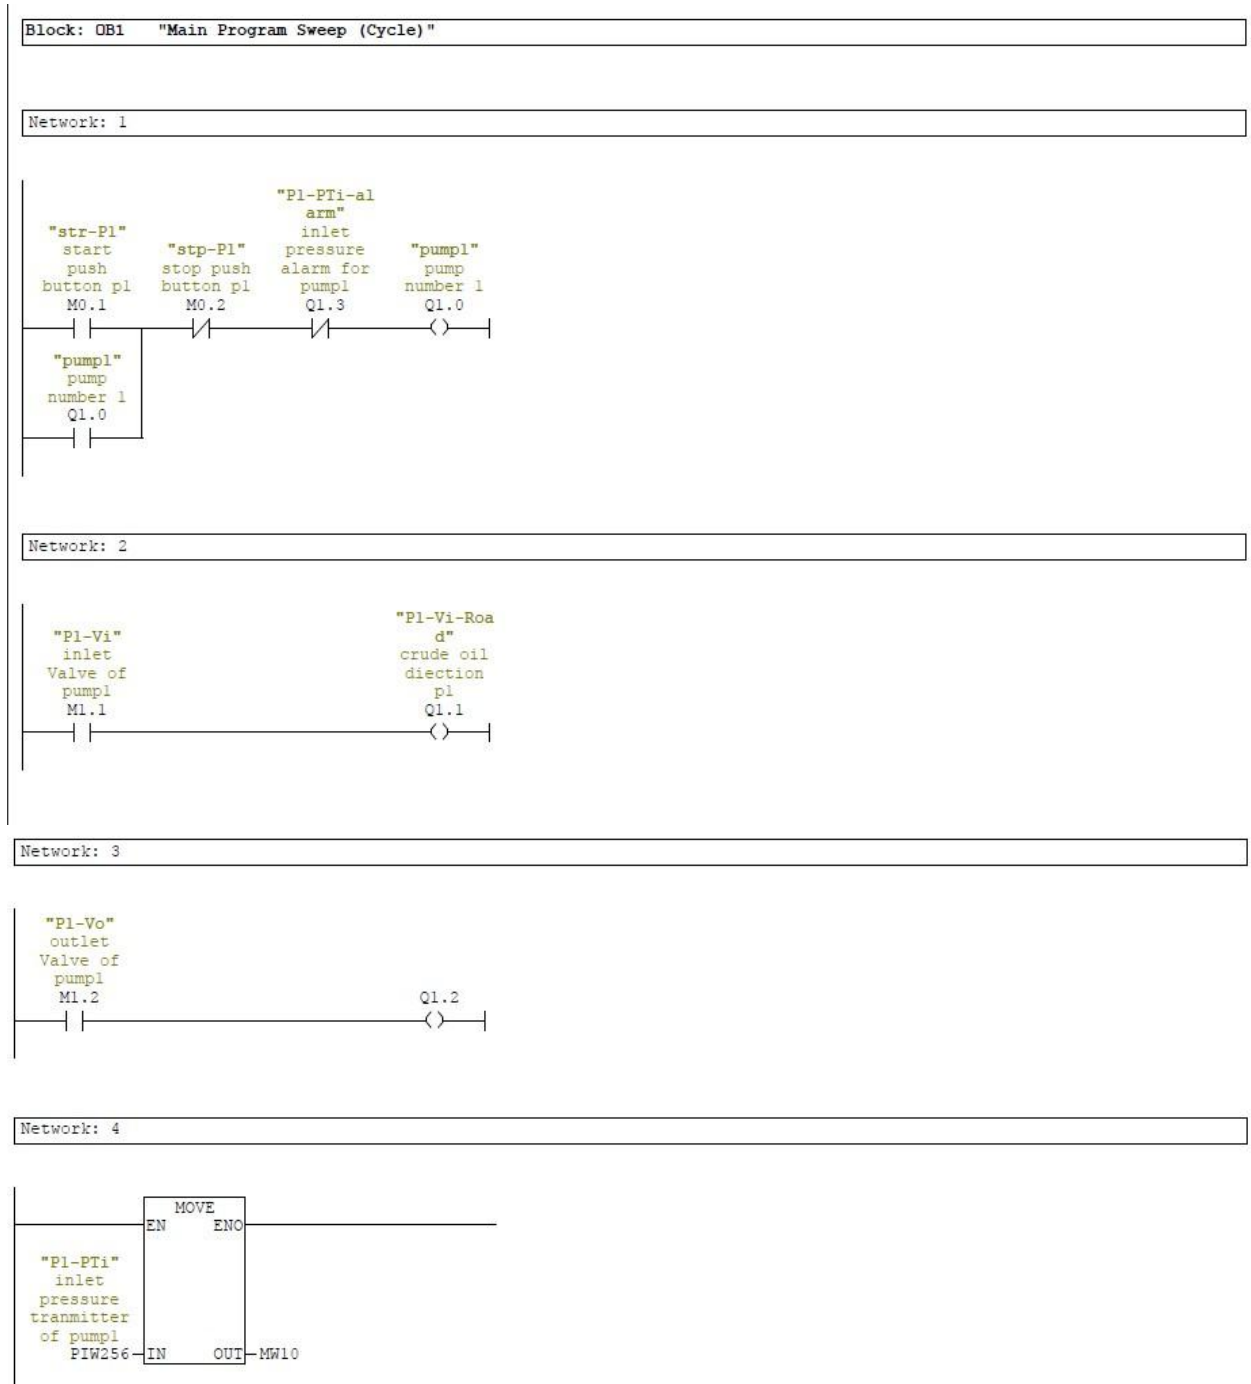 Block: OB1 "Main Program Sweep (Cycle)"
Network: 1
"P1-PTi-al
arm"
"str-P1" inlet
start "stp-P1" pressure "pump1"
push stop push alarm for pump
button p1 button p1 pump1 number 1
M0.1 M0.2 Q1.3 Q1.0
"pump1"
pump
number 1
Q1.0
Network: 2
"P1-Vi-Roa
"P1-Vi" d"
inlet crude oil
Valve of diection
pump1 p1
M1.1 Q1.1
Network: 3
"P1-Vo"
outlet
Valve of
pump1
M1.2 Q1.2
Network: 4
MOVE
EN ENO
"P1-PTi"
inlet
pressure
tranmitter
of pump1
PIW256 IN OUT MW10